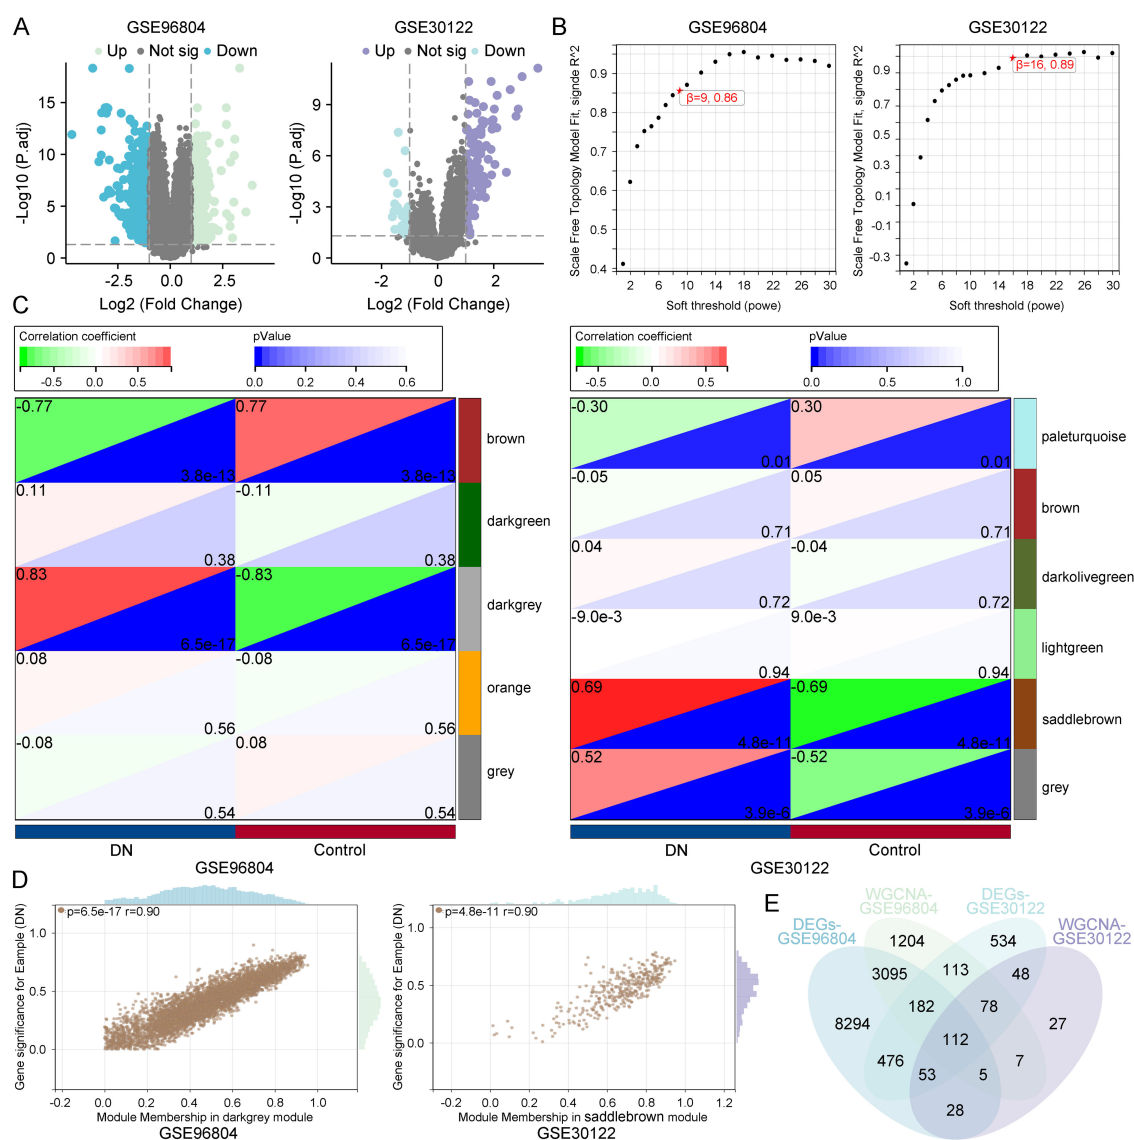 A
GSE96804
Up Not sig Down
-Log10 (P.adj)
15
10
5
0
-2.5 0.0 2.5
Log2 (Fold Change)
GSE30122
Up Not sig Down
-Log10 (P.adj)
9
6
3
0
-2 0 2
Log2 (Fold Change)
B
GSE96804
Scale Free Topology Model Fit, signde R^2
0.9
0.8
0.7
0.6
0.5
0.4
β=9, 0.86
2 6 10 14 18 22 26 30
Soft threshold (powe)
GSE30122
Scale Free Topology Model Fit, signde R^2
0.9
0.7
0.5
0.3
0.1
-0.1
-0.3
β=16, 0.89
2 6 10 14 18 22 26 30
Soft threshold (powe)
C
Correlation coefficient
-0.5 0.0 0.5
pValue
0.0 0.2 0.4 0.6
-0.77 0.77
3.8e-13 3.8e-13
brown
0.11 -0.11
0.38 0.38
darkgreen
0.83 -0.83
6.5e-17 6.5e-17
darkgrey
0.08 -0.08
0.56 0.56
orange
-0.08 0.08
0.54 0.54
grey
DN Control
GSE96804
Correlation coefficient
-0.5 0.0 0.5
pValue
0.0 1.0
-0.30 0.30
0.01 0.01
paleturquoise
-0.05 0.05
0.71 0.71
brown
0.04 -0.04
0.72 0.72
darkolivegreen
-9.0e-3 9.0e-3
0.94 0.94
lightgreen
0.69 -0.69
4.8e-11 4.8e-11
saddlebrown
0.52 -0.52
3.9e-6 3.9e-6
grey
DN Control
GSE30122
D
p=6.5e-17 r=0.90
Gene significance for Eample (DN)
1.0
0.5
0.0
-0.2 0.0 0.2 0.4 0.6 0.8 1.0
Module Membership in darkgrey module
GSE96804
p=4.8e-11 r=0.90
Gene significance for Eample (DN)
1.0
0.5
0.0
-0.2 0.0 0.2 0.4 0.6 0.8 1.0 1.2
Module Membership in saddlebrown module
GSE30122
E
DEGs-
GSE96804
WGCNA-
GSE96804
DEGs-
GSE30122
WGCNA-
GSE30122
1204 534
3095 113 48
182 78
8294 112 27
476 53 5 7
28